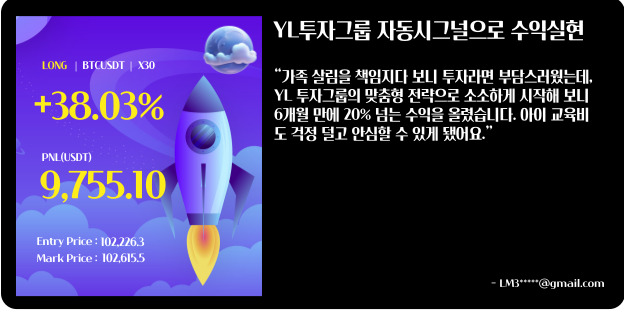 YL투자그룹 자동시그널으로 수익실현
LONG | BTCUSDT | X30
+38.03%
PNL(USDT)
9,755.10
Entry Price : 102,226.3
Mark Price : 102,615.5
“가족 살림을 책임지다 보니 투자라면 부담스러웠는데,
YL 투자그룹의 맞춤형 전략으로 소소하게 시작해 보니
6개월 만에 20% 넘는 수익을 올렸습니다. 아이 교육비
도 걱정 덜고 안심할 수 있게 됐어요.”
- LM3*****@gmail.com